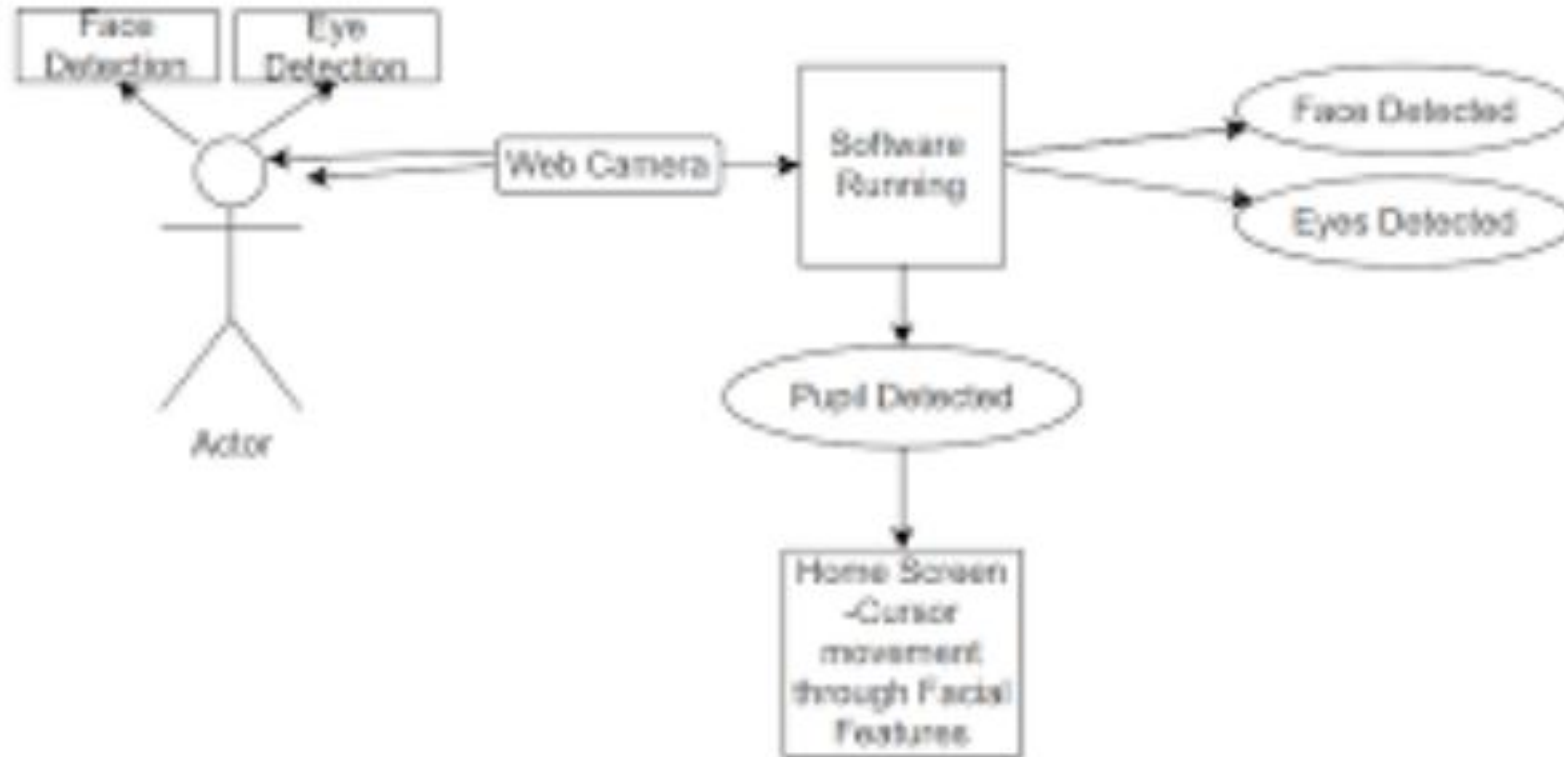 Face
Detection
Eye
Detection
Web Camera
Software
Running
Face Detected
Eyes Detected
Pupil Detected
Actor
Home Screen
-Cursor
movement
through Facial
Features